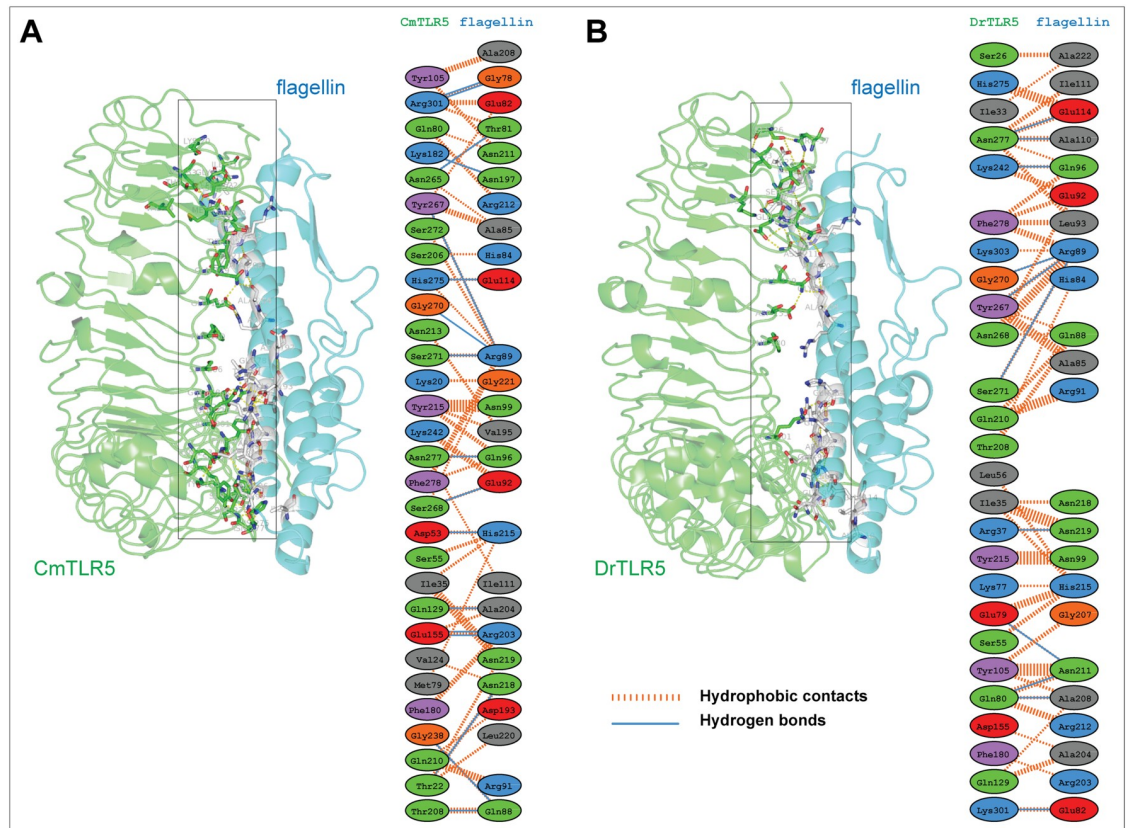 A
CmTLR5 flagellin
flagellin
CmTLR5
Ala208
Tyr105 Gly78
Arg301 Glu82
Gln80 Thr81
Lys182 Asn211
Asn265 Asn197
Tyr267 Arg212
Ser272 Ala85
Ser206 His84
His275 Glu114
Gly270
Asn213
Ser271 Arg89
Lys20 Gly221
Tyr215 Asn99
Lys242 Val95
Asn277 Gln96
Phe278 Glu92
Ser268
Asp53 His215
Ser55
Ile35 Ile111
Gln129 Ala204
Glu155 Arg203
Val24 Asn219
Met79 Asn218
Phe180 Asp193
Gly238 Leu220
Gln210
Thr22 Arg91
Thr208 Gln88
B
DrTLR5 flagellin
flagellin
DrTLR5
Ser26 Ala222
His275 Ile111
Ile33 Glu114
Asn277 Ala110
Lys242 Gln96
Glu92
Phe278 Leu93
Lys303 Arg89
Gly270 His84
Tyr267
Asn268 Gln88
Ala85
Ser271 Arg91
Gln210
Thr208
Leu56
Ile35 Asn218
Arg37 Asn219
Tyr215 Asn99
Lys77 His215
Glu79 Gly207
Ser55
Tyr105 Asn211
Gln80 Ala208
Asp155 Arg212
Phe180 Ala204
Gln129 Arg203
Lys301 Glu82
Hydrophobic contacts
Hydrogen bonds